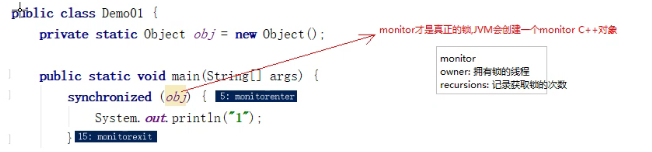 public class Demo01 {
private static Object obj = new Object();
monitor才是真正的锁,JVM会创建一个monitor C++对象
monitor
owner: 拥有锁的线程
recursions: 记录获取锁的次数
public static void main(String[] args) {
synchronized (obj) { 5: monitorenter
System.out.println("1");
} 15: monitorexit